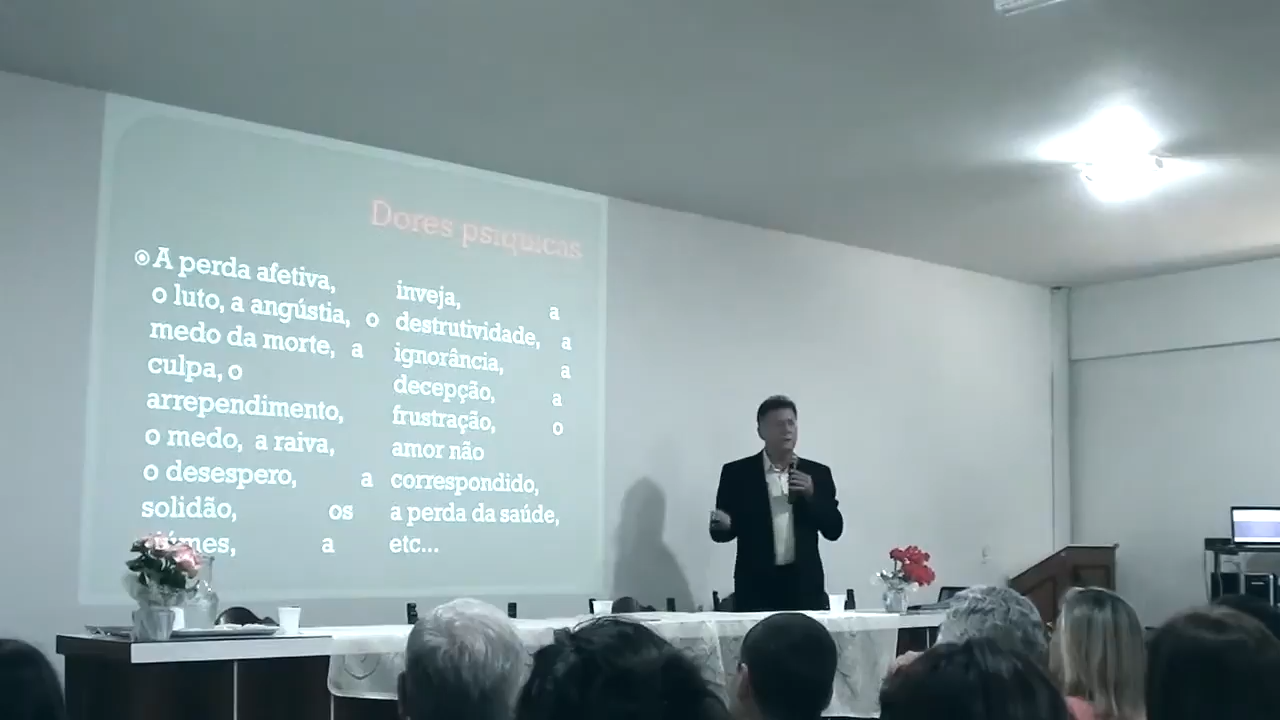 Dores psíquicas
A perda afetiva,
o luto, a angústia, o
medo da morte, a
culpa, o
arrependimento,
o medo, a raiva,
o desespero, a
solidão, os
a
inveja, a
destrutividade, a
ignorância, a
decepção, a
frustração, o
amor não
correspondido,
a perda da saúde,
etc...